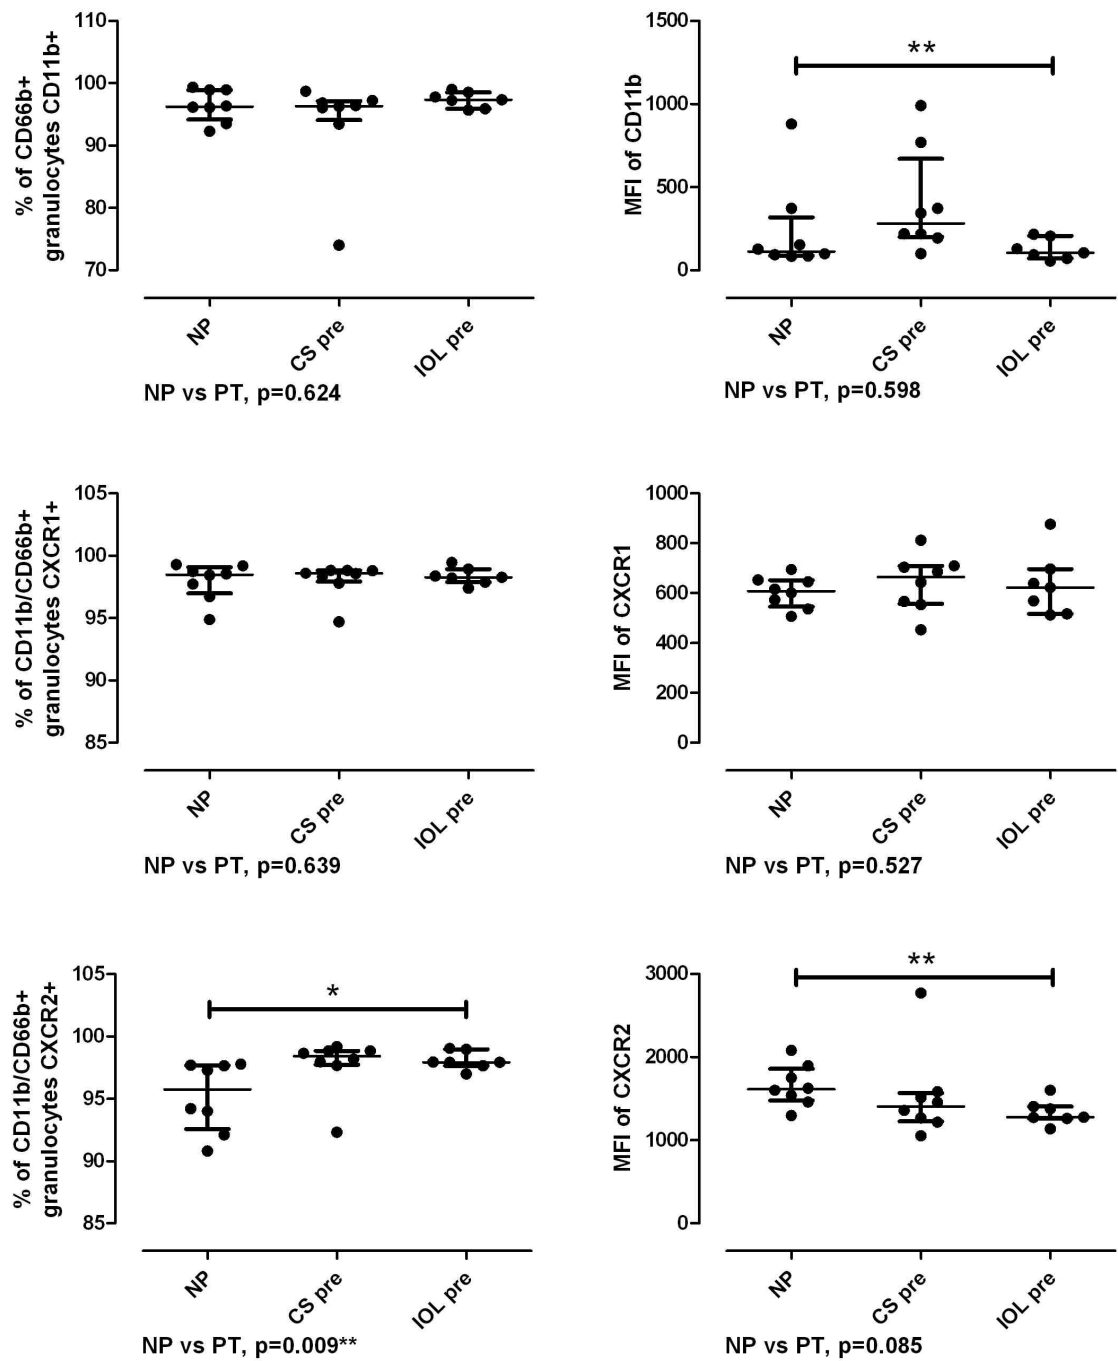 % of CD66b+
granulocytes CD11b+
110
100
90
80
70
NP
CS pre
IOL pre
NP vs PT, p=0.624
MFI of CD11b
1500
1000
500
0
**
NP
CS pre
IOL pre
NP vs PT, p=0.598
% of CD11b/CD66b+
granulocytes CXCR1+
105
100
95
90
85
NP
CS pre
IOL pre
NP vs PT, p=0.639
MFI of CXCR1
1000
800
600
400
200
0
NP
CS pre
IOL pre
NP vs PT, p=0.527
% of CD11b/CD66b+
granulocytes CXCR2+
105
100
95
90
85
*
NP
CS pre
IOL pre
NP vs PT, p=0.009**
MFI of CXCR2
3000
2000
1000
0
**
NP
CS pre
IOL pre
NP vs PT, p=0.085